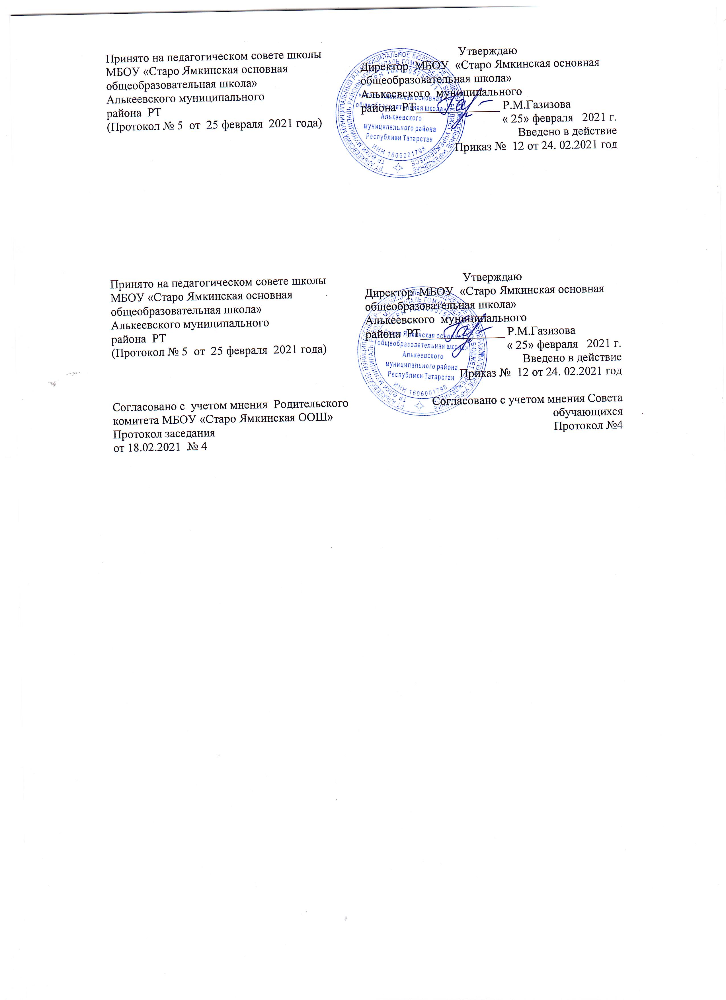 Принято на педагогическом совете школы
МБОУ «Старо Ямкинская основная
общеобразовательная школа»
Алькеевского муниципального
района РТ
(Протокол № 5 от 25 февраля 2021 года)
Утверждаю
Директор МБОУ «Старо Ямкинская основная
общеобразовательная школа»
Алькеевского муниципального
района РТ______________ Р.М.Газизова
« 25» февраля 2021 г.
Введено в действие
Приказ № 12 от 24. 02.2021 год
общеобразовательная школа»
Алькеевского
муниципального района
Республики Татарстан
ИНН 1606001798
Принято на педагогическом совете школы
МБОУ «Старо Ямкинская основная
общеобразовательная школа»
Алькеевского муниципального
района РТ
(Протокол № 5 от 25 февраля 2021 года)
Утверждаю
Директор МБОУ «Старо Ямкинская основная
общеобразовательная школа»
Алькеевского муниципального
района РТ______________ Р.М.Газизова
« 25» февраля 2021 г.
Введено в действие
Приказ № 12 от 24. 02.2021 год
Старо Ямкинская основная
общеобразовательная школа»
Алькеевского
муниципального района
Республики Татарстан
ИНН 1606001798
Согласовано с учетом мнения Родительского
комитета МБОУ «Старо Ямкинская ООШ»
Протокол заседания
от 18.02.2021 № 4
Согласовано с учетом мнения Совета
обучающихся
Протокол №4